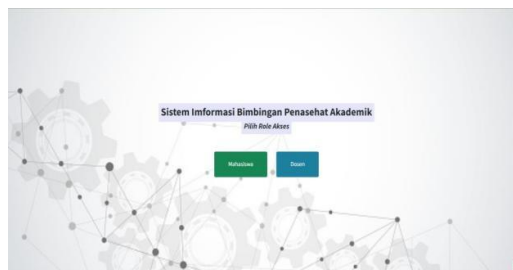 Sistem Imformasi Bimbingan Penasehat Akademik
Pilih Role Akses
Mahasiswa Dosen